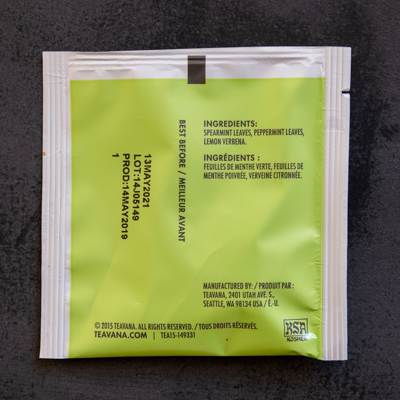 INGREDIENTS:
SPEARMINT LEAVES, PEPPERMINT LEAVES,
LEMON VERBENA.
INGRÉDIENTS :
FEUILLES DE MENTHE VERTE, FEUILLES DE
MENTHE POIVRÉE, VERVEINE CITRONNÉE.
BEST BEFORE / MEILLEUR AVANT
13MAY2021
LOT:14J05149
PROD:14MAY2019
1
MANUFACTURED BY: / PRODUIT PAR :
TEAVANA, 2401 UTAH AVE. S.,
SEATTLE, WA 98134 USA / É.-U.
© 2015 TEAVANA. ALL RIGHTS RESERVED. / TOUS DROITS RÉSERVÉS.
TEAVANA.COM | TEA15-149331
KSA
KOSHER